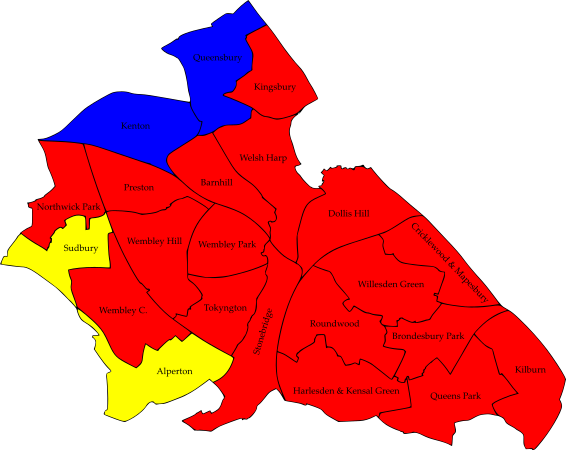 Queensbury
Kingsbury
Kenton
Welsh Harp
Barnhill
Preston
Northwick Park
Dollis Hill
Cricklewood & Mapesbury
Sudbury
Wembley Hill
Wembley Park
Willesden Green
Wembley C.
Tokyngton
Stonebridge
Roundwood
Brondesbury Park
Alperton
Kilburn
Harlesden & Kensal Green
Queens Park